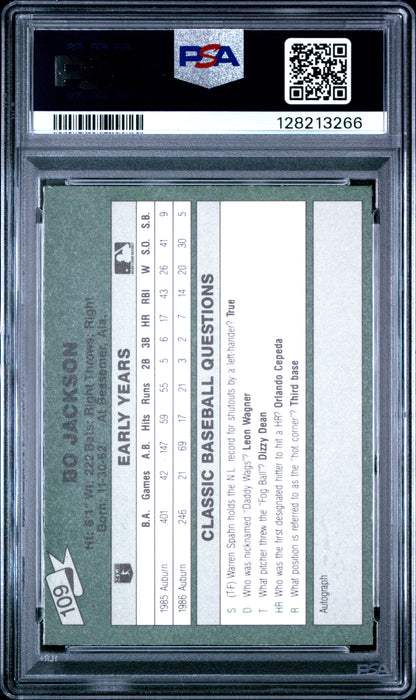 PSA
128213266
109
BO JACKSON
Ht: 6'1" Wt: 222 Bats: Right Throws: Right
Born: 11-30-62 At Bessemer, Ala.
EARLY YEARS
B.A. Games A.B. Hits Runs 2B 3B HR RBI W S.O. S.B.
1985 Auburn 401 42 147 59 55 5 6 17 43 26 41 9
1986 Auburn 246 21 69 17 21 3 2 7 14 20 30 5
CLASSIC BASEBALL QUESTIONS
S (TF) Warren Spahn holds the N.L. record for shutouts by a left-hander? True
D Who was nicknamed "Daddy Wags"? Leon Wagner
T What pitcher threw the "Fog Ball"? Dizzy Dean
HR Who was the first designated hitter to hit a HR? Orlando Cepeda
R What position is referred to as the "hot corner"? Third base
Autograph
PSA